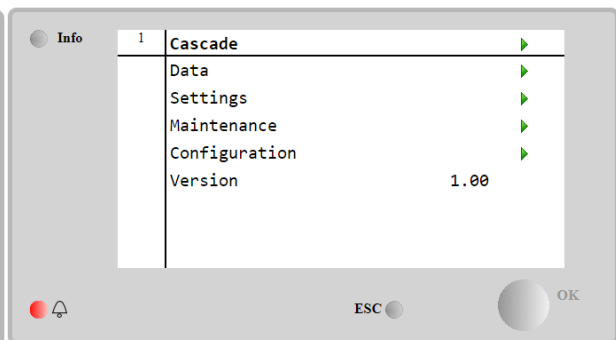 Info
1 Cascade
Data
Settings
Maintenance
Configuration
Version 1.00
ESC
OK